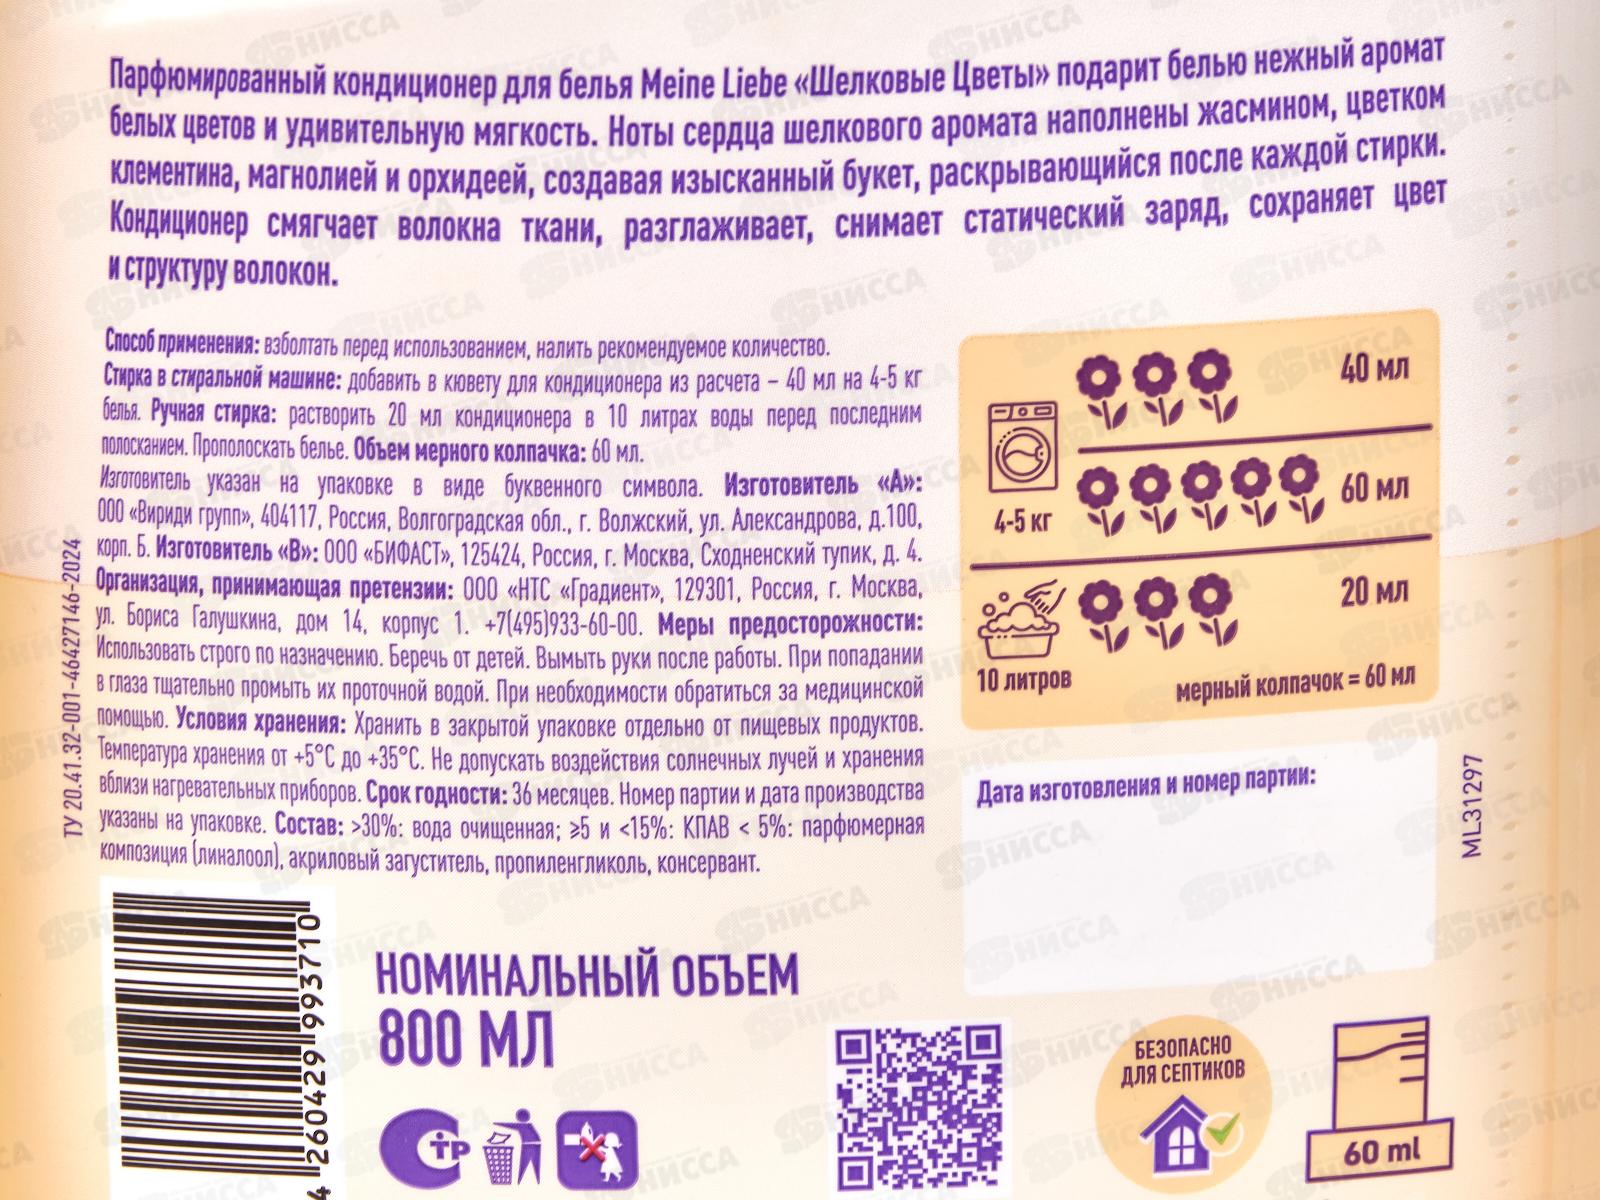 Парфюмированный кондиционер для белья Meine Liebe «Шелковые Цветы» подарит белью нежный аромат
белых цветов и удивительную мягкость. Ноты сердца шелкового аромата наполнены жасмином, цветком
клементина, магнолией и орхидеей, создавая изысканный букет, раскрывающийся после каждой стирки.
Кондиционер смягчает волокна ткани, разглаживает, снимает статический заряд, сохраняет цвет
и структуру волокон.
Способ применения: взболтать перед использованием, налить рекомендуемое количество.
Стирка в стиральной машине: добавить в кювету для кондиционера из расчета – 40 мл на 4-5 кг
белья. Ручная стирка: растворить 20 мл кондиционера в 10 литрах воды перед последним
полосканием. Прополоскать белье. Объем мерного колпачка: 60 мл.
Изготовитель указан на упаковке в виде буквенного символа. Изготовитель «А»:
ООО «Вириди групп», 404117, Россия, Волгоградская обл., г. Волжский, ул. Александрова, д.100,
корп. Б. Изготовитель «В»: ООО «БИФАСТ», 125424, Россия, г. Москва, Сходненский тупик, д. 4.
Организация, принимающая претензии: ООО «НТС «Градиент», 129301, Россия, г. Москва,
ул. Бориса Галушкина, дом 14, корпус 1. +7(495)933-60-00. Меры предосторожности:
Использовать строго по назначению. Беречь от детей. Вымыть руки после работы. При попадании
в глаза тщательно промыть их проточной водой. При необходимости обратиться за медицинской
помощью. Условия хранения: Хранить в закрытой упаковке отдельно от пищевых продуктов.
Температура хранения от +5°С до +35°С. Не допускать воздействия солнечных лучей и хранения
вблизи нагревательных приборов. Срок годности: 36 месяцев. Номер партии и дата производства
указаны на упаковке. Состав: >30%: вода очищенная; ≥5 и <15%: КПАВ < 5%: парфюмерная
композиция (линалоол), акриловый загуститель, пропиленгликоль, консервант.
ТУ 20.41.32-001-46427146-2024
40 мл
60 мл
4-5 кг
20 мл
10 литров
мерный колпачок = 60 мл
Дата изготовления и номер партии:
ML31297
4 260429 993710
НОМИНАЛЬНЫЙ ОБЪЕМ
800 МЛ
БЕЗОПАСНО
ДЛЯ СЕПТИКОВ
60 ml
НИССА